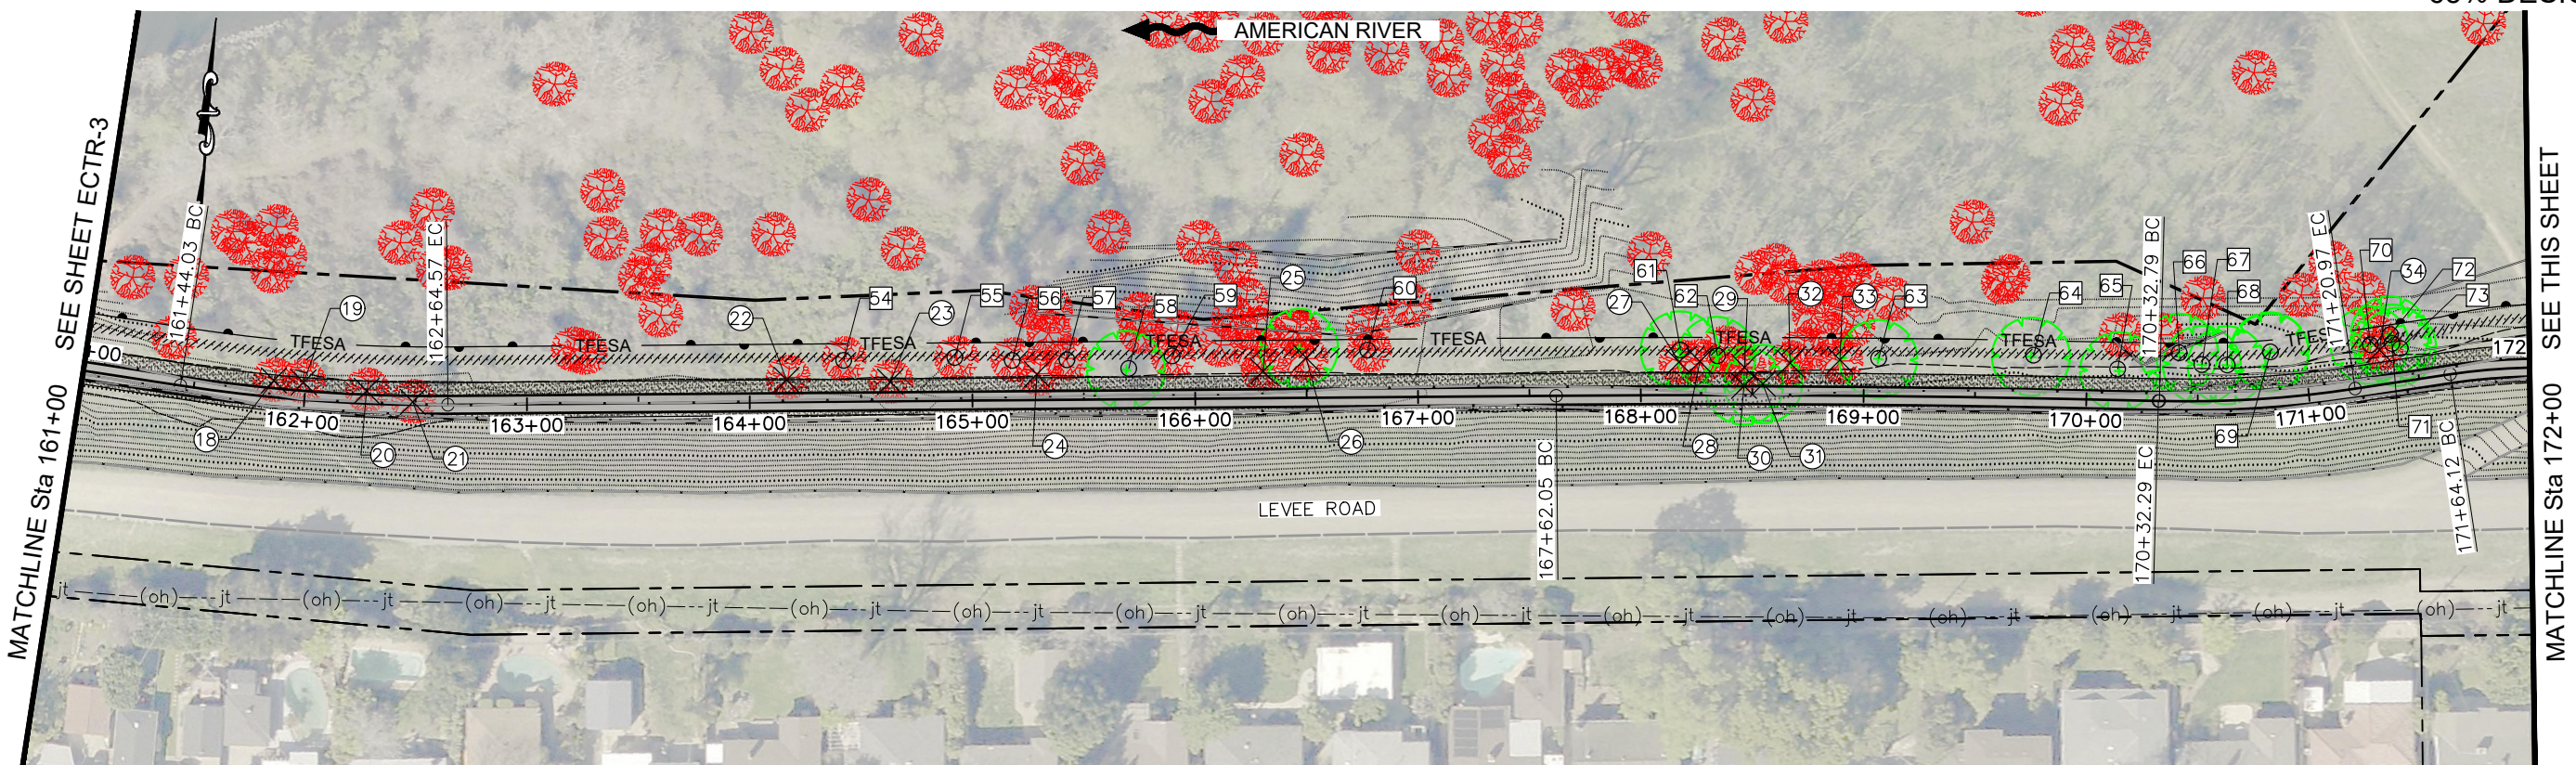 AMERICAN RIVER
MATCHLINE Sta 161+00 SEE SHEET ECTR-3
MATCHLINE Sta 172+00 SEE THIS SHEET
161+44.03 BC
162+64.57 EC
170+32.79 BC
171+20.97 EC
61
25
70
34
72
66
67
19
22
54
23
55
56
57
58
59
60
27
62
29
32
33
63
64
65
68
73
TFESA
TFESA
TFESA
TFESA
TFESA
TFESA
TFESA
-00
172
162+00
163+00
164+00
165+00
166+00
167+00
168+00
169+00
170+00
171+00
18
20
21
24
26
28
30
31
69
71
167+62.05 BC
170+32.29 EC
171+64.12 BC
LEVEE ROAD
jt (oh) jt (oh) jt (oh) jt (oh) jt (oh) jt (oh) jt (oh) jt (oh) jt (oh) jt (oh) jt (oh) jt (oh) jt (oh) jt (oh) jt (oh) jt